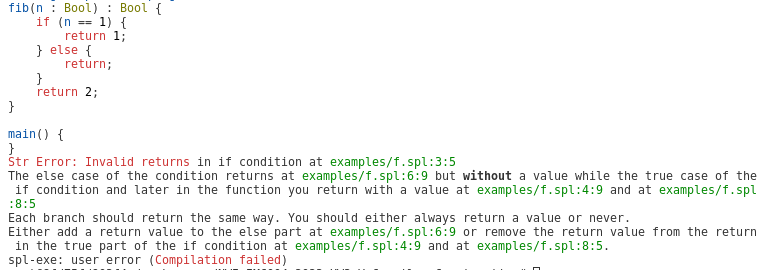 fib(n : Bool) : Bool {
    if (n == 1) {
        return 1;
    } else {
        return;
    }
    return 2;
}
main() {
}
Str Error: Invalid returns in if condition at examples/f.spl:3:5
The else case of the condition returns at examples/f.spl:6:9 but without a value while the true case of the
 if condition and later in the function you return with a value at examples/f.spl:4:9 and at examples/f.spl
:8:5
Each branch should return the same way. You should either always return a value or never.
Either add a return value to the else part at examples/f.spl:6:9 or remove the return value from the return
 in the true part of the if condition at examples/f.spl:4:9 and at examples/f.spl:8:5.
spl-exe: user error (Compilation failed)